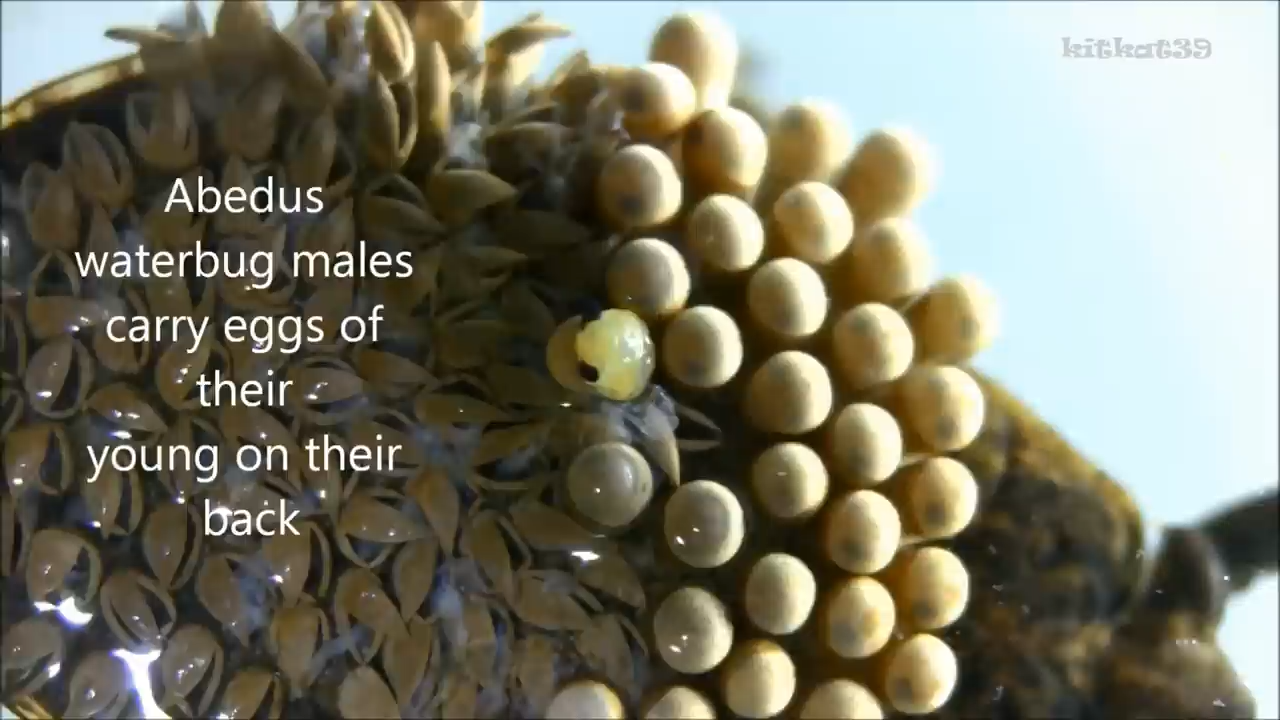 kitkat39
Abedus
waterbug males
carry eggs of
their
young on their
back